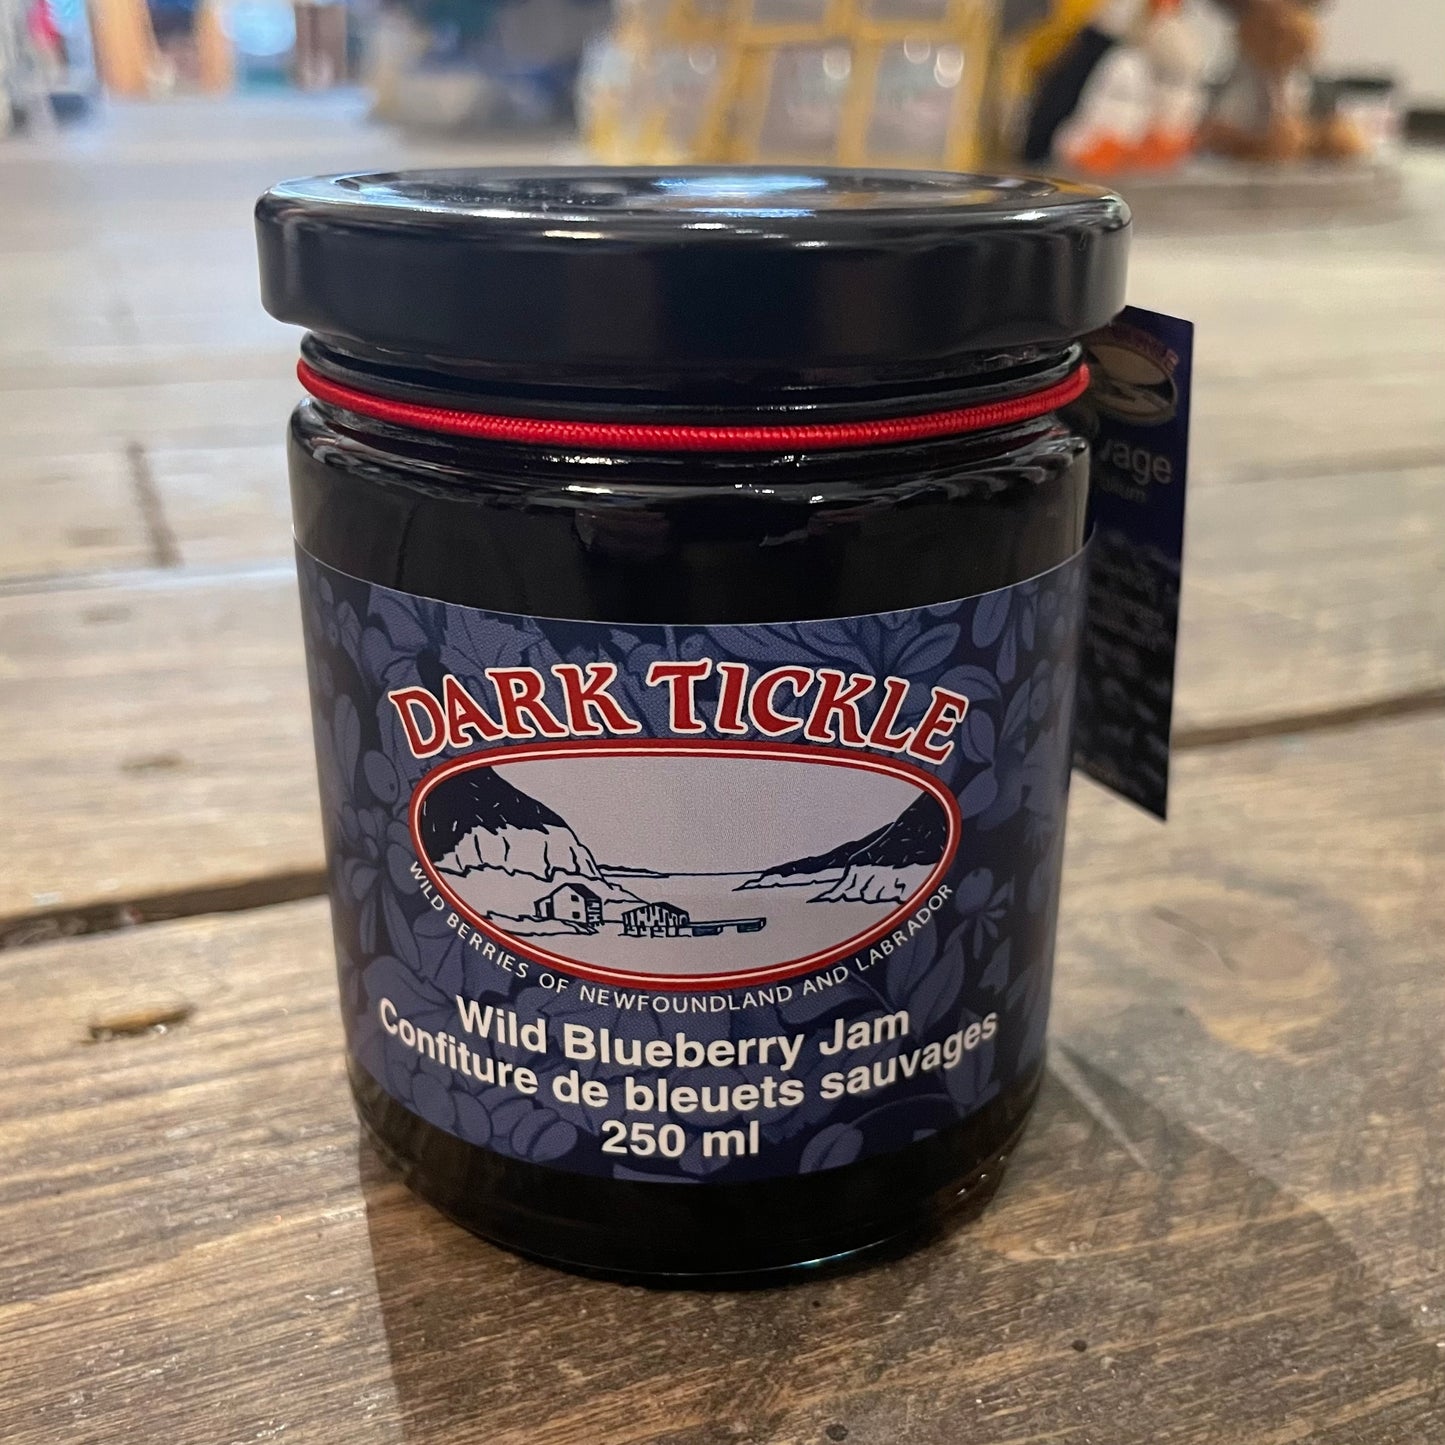 DARK TICKLE
WILD BERRIES OF NEWFOUNDLAND AND LABRADOR
Wild Blueberry Jam
Confiture de bleuets sauvages
250 ml